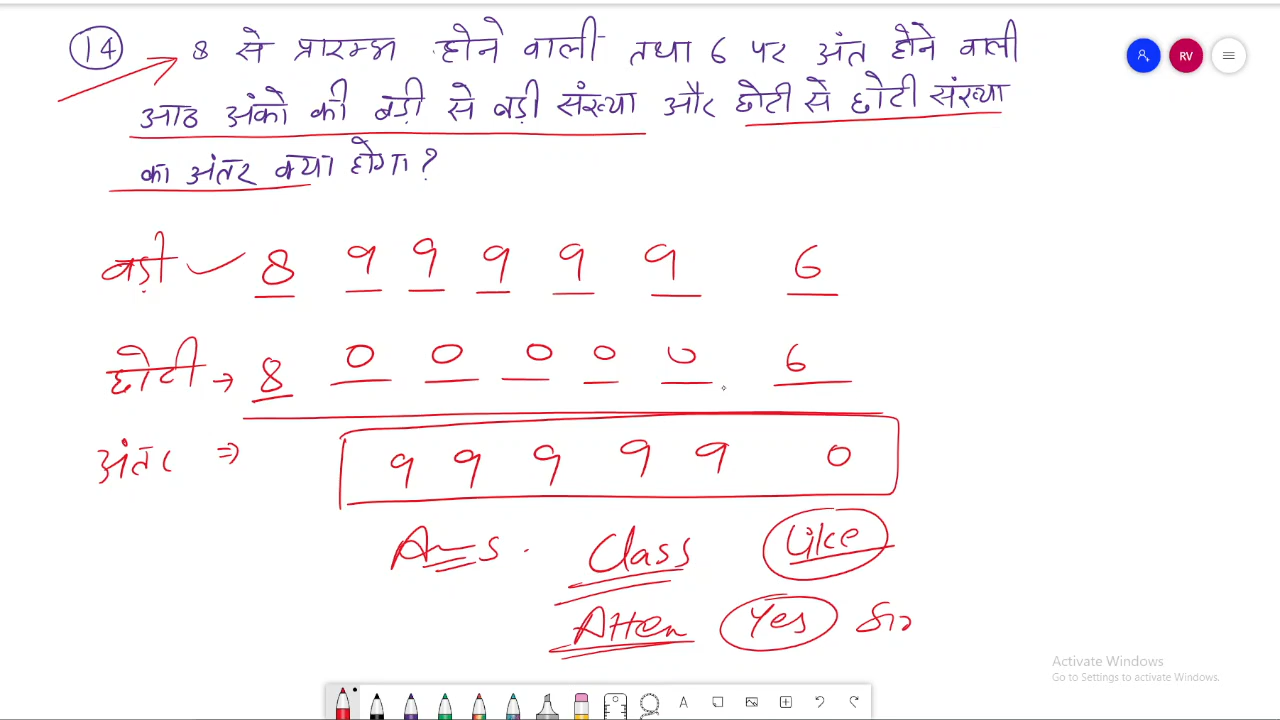 14 8 से प्रारम्भ होने वाली तथा 6 पर अंत होने वाली
RV
आठ अंको की बड़ी से बड़ी संख्या और छोटी से छोटी संख्या
का अंतर क्या होगा?
बड़ी 8 9 9 9 9 9 6
छोटी → 8 0 0 0 0 0 6
अंतर ⇒ 9 9 9 9 9 0
Ans. Class Like
Atten Yes Sir
Activate Windows
Go to Settings to activate Windows.
A